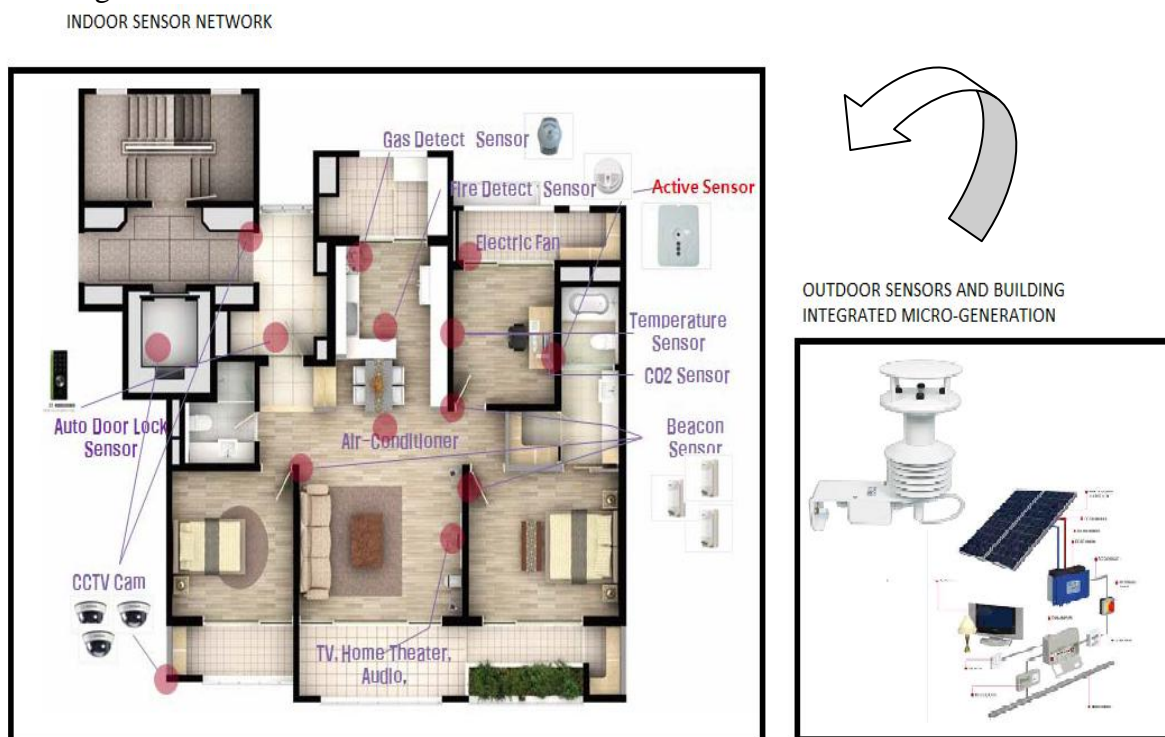 INDOOR SENSOR NETWORK
Gas Detect Sensor
Fire Detect Sensor
Active Sensor
Electric Fan
OUTDOOR SENSORS AND BUILDING
INTEGRATED MICRO-GENERATION
Temperature
Sensor
CO2 Sensor
Auto Door Lock
Sensor
Air-Conditioner
Beacon
Sensor
CCTV Cam
TV, Home Theater,
Audio,